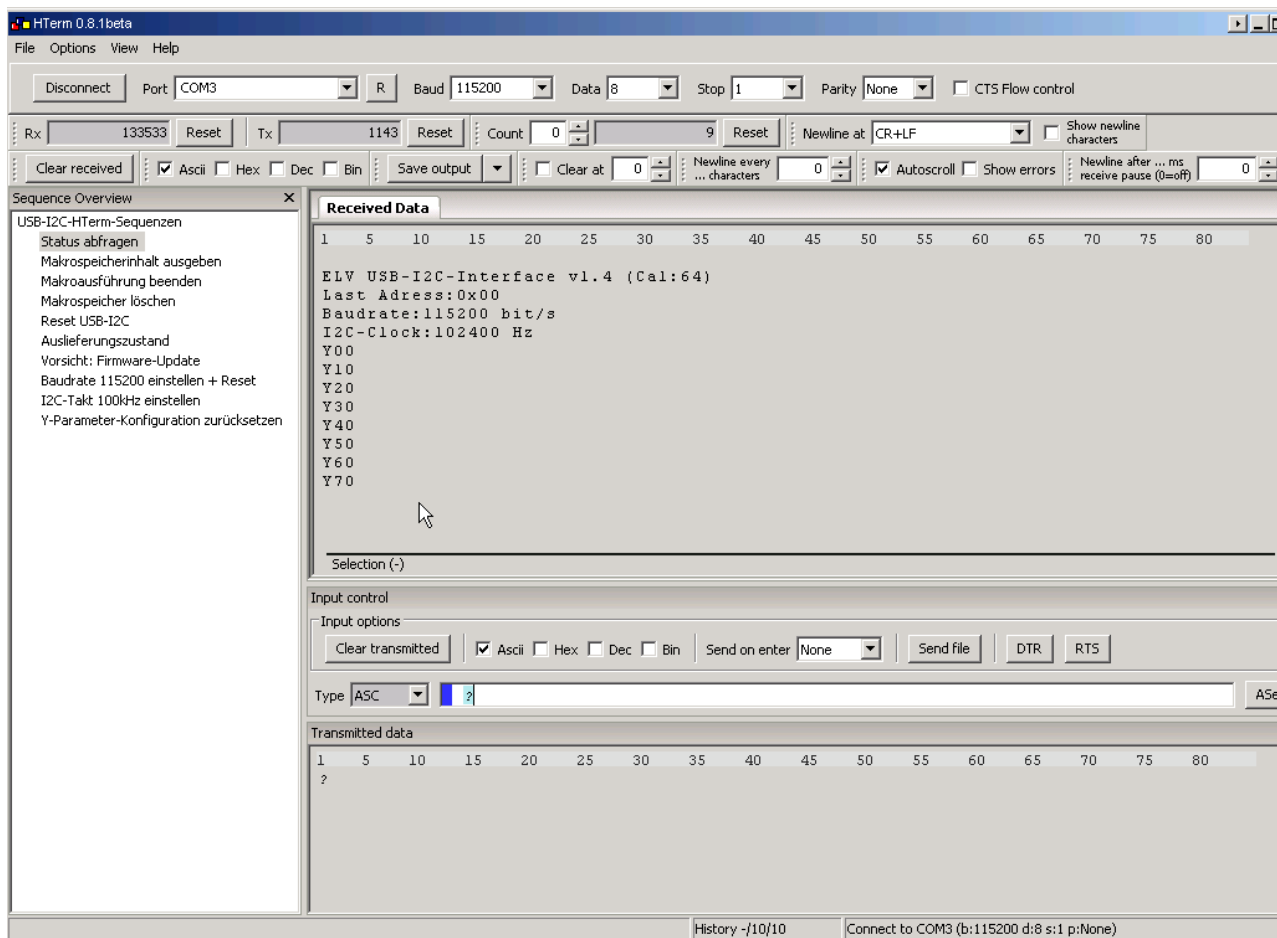 HTerm 0.8.1beta
File Options View Help
Disconnect Port COM3 R Baud 115200 Data 8 Stop 1 Parity None CTS Flow control
Rx 133533 Reset Tx 1143 Reset Count 0 9 Reset Newline at CR+LF Show newline characters
Clear received Ascii Hex Dec Bin Save output Clear at 0 Newline every ... characters 0 Autoscroll Show errors Newline after ... ms receive pause (0=off) 0
Sequence Overview
USB-I2C-HTerm-Sequenzen
Status abfragen
Makrospeicherinhalt ausgeben
Makroausführung beenden
Makrospeicher löschen
Reset USB-I2C
Auslieferungszustand
Vorsicht: Firmware-Update
Baudrate 115200 einstellen + Reset
I2C-Takt 100kHz einstellen
Y-Parameter-Konfiguration zurücksetzen
Received Data
1 5 10 15 20 25 30 35 40 45 50 55 60 65 70 75 80
ELV USB-I2C-Interface v1.4 (Cal:64)
Last Adress:0x00
Baudrate:115200 bit/s
I2C-Clock:102400 Hz
Y00
Y10
Y20
Y30
Y40
Y50
Y60
Y70
Selection (-)
Input control
Input options
Clear transmitted Ascii Hex Dec Bin Send on enter None Send file DTR RTS
Type ASC ? ASe
Transmitted data
1 5 10 15 20 25 30 35 40 45 50 55 60 65 70 75 80
?
History -/10/10 Connect to COM3 (b:115200 d:8 s:1 p:None)